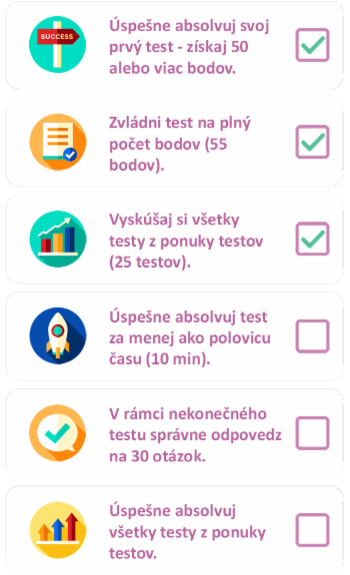 SUCCESS
Úspešne absolvuj svoj
prvý test - získaj 50
alebo viac bodov.
Zvládni test na plný
počet bodov (55
bodov).
Vyskúšaj si všetky
testy z ponuky testov
(25 testov).
Úspešne absolvuj test
za menej ako polovicu
času (10 min).
V rámci nekonečného
testu správne odpovedz
na 30 otázok.
Úspešne absolvuj
všetky testy z ponuky
testov.